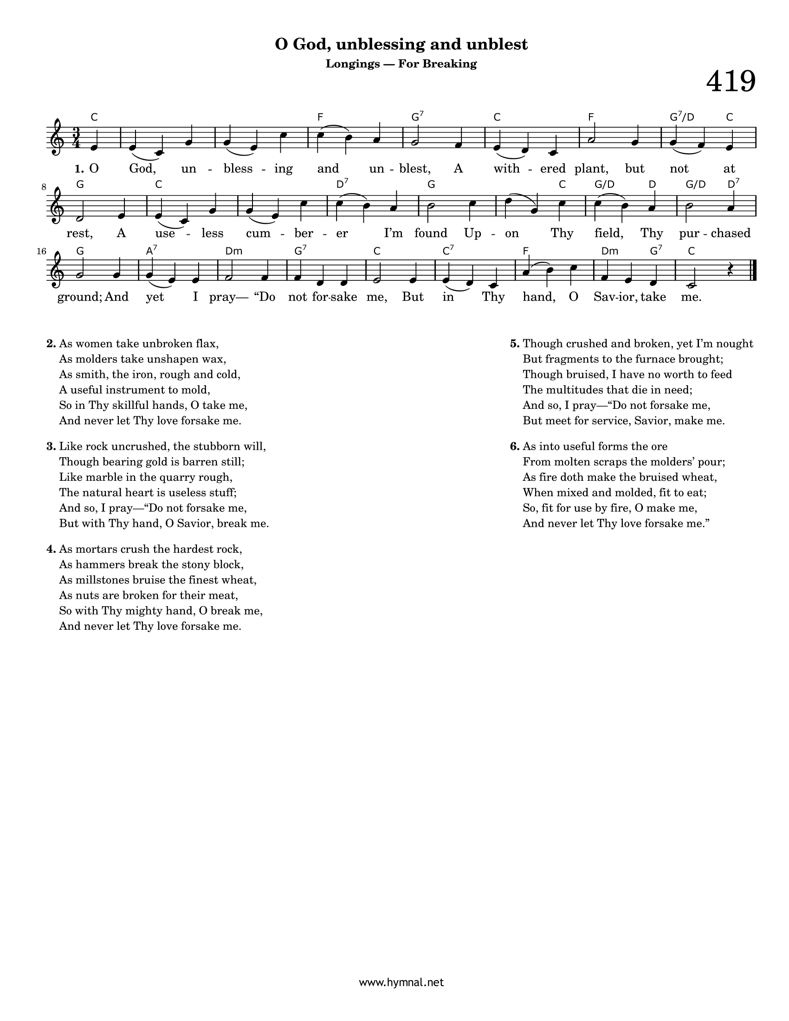 O God, unblessing and unblest
Longings — For Breaking
419
C F G7 C F G7/D C
3 4
1. O God, un - bless - ing and un - blest, A with - ered plant, but not at
8
G C D7 G C G/D D G/D D7
rest, A use - less cum - ber - er I'm found Up - on Thy field, Thy pur - chased
16
G A7 Dm G7 C C7 F Dm G7 C
ground; And yet I pray— “Do not for-sake me, But in Thy hand, O Sav-ior, take me.
2. As women take unbroken flax,
As molders take unshapen wax,
As smith, the iron, rough and cold,
A useful instrument to mold,
So in Thy skillful hands, O take me,
And never let Thy love forsake me.
3. Like rock uncrushed, the stubborn will,
Though bearing gold is barren still;
Like marble in the quarry rough,
The natural heart is useless stuff;
And so, I pray—“Do not forsake me,
But with Thy hand, O Savior, break me.
4. As mortars crush the hardest rock,
As hammers break the stony block,
As millstones bruise the finest wheat,
As nuts are broken for their meat,
So with Thy mighty hand, O break me,
And never let Thy love forsake me.
5. Though crushed and broken, yet I'm nought
But fragments to the furnace brought;
Though bruised, I have no worth to feed
The multitudes that die in need;
And so, I pray—“Do not forsake me,
But meet for service, Savior, make me.
6. As into useful forms the ore
From molten scraps the molders' pour;
As fire doth make the bruised wheat,
When mixed and molded, fit to eat;
So, fit for use by fire, O make me,
And never let Thy love forsake me.”
www.hymnal.net